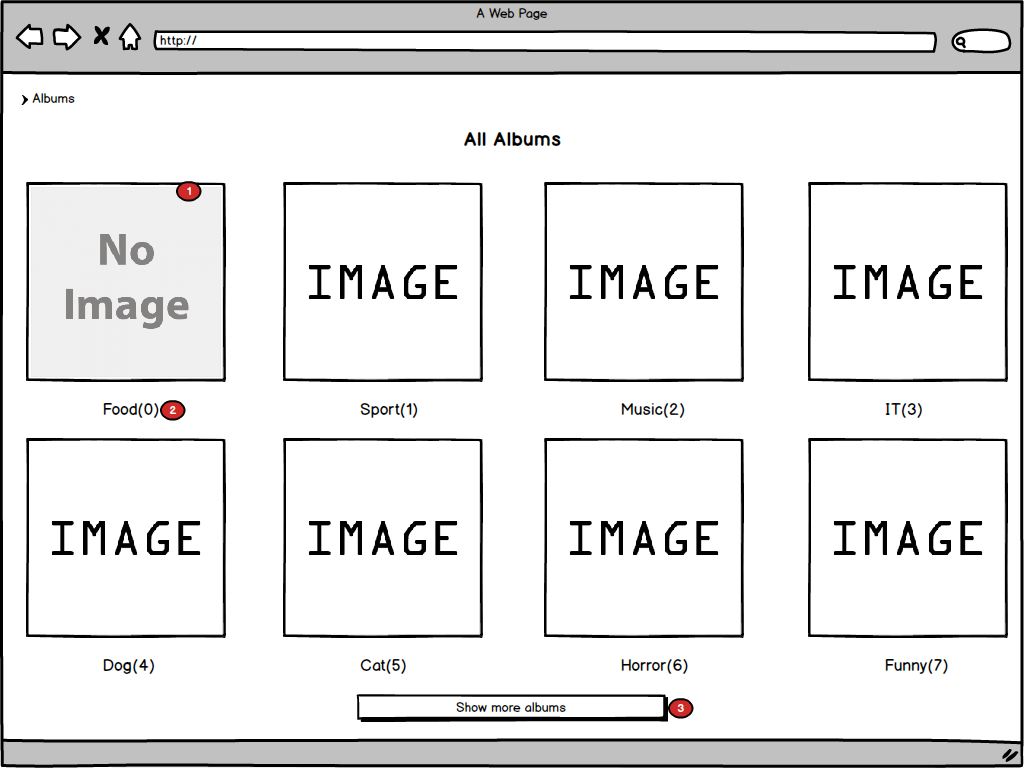 A Web Page
http://
Albums
All Albums
1
No
Image
IMAGE
IMAGE
IMAGE
Food(0) 2
Sport(1)
Music(2)
IT(3)
IMAGE
IMAGE
IMAGE
IMAGE
Dog(4)
Cat(5)
Horror(6)
Funny(7)
Show more albums 3